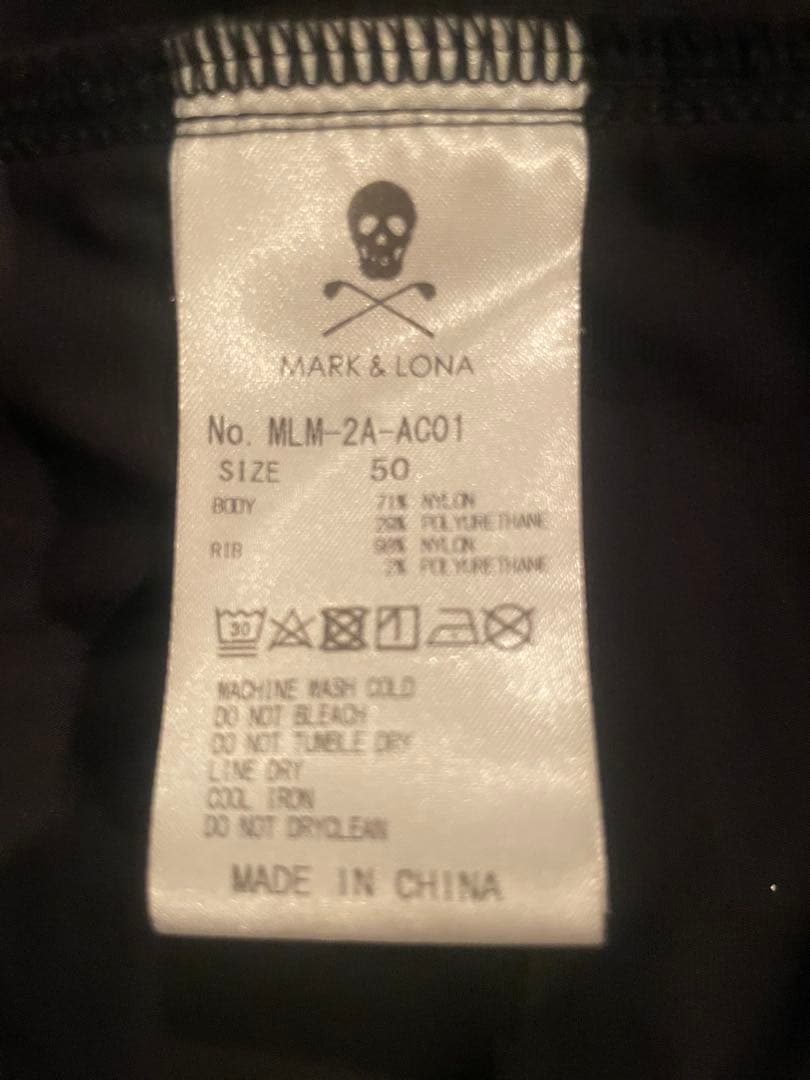 MARK & LONA
No. MLM-2A-AC01
SIZE 50
BODY 71% NYLON
29% POLYURETHANE
RIB 98% NYLON
2% POLYURETHANE
30
MACHINE WASH COLD
DO NOT BLEACH
DO NOT TUMBLE DRY
LINE DRY
COOL IRON
DO NOT DRYCLEAN
MADE IN CHINA